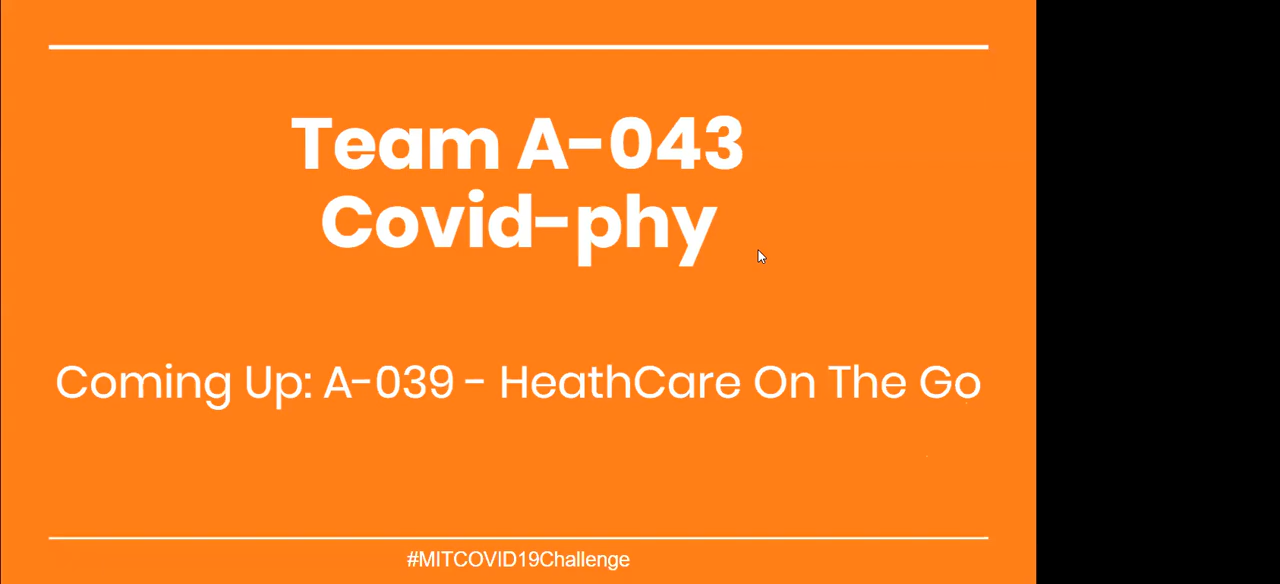 Team A-043
Covid-phy
Coming Up: A-039 - HeathCare On The Go
#MITCOVID19Challenge